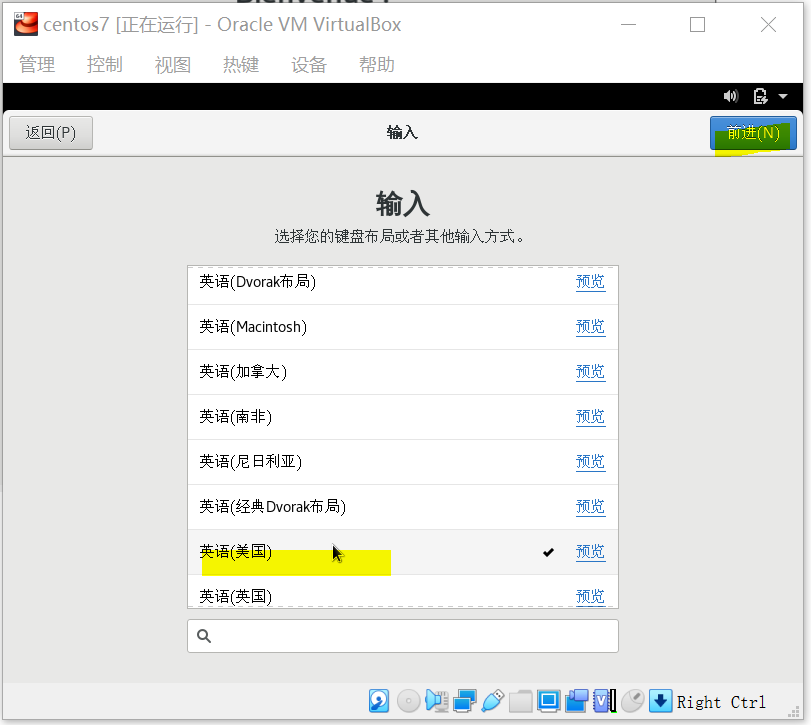 centos7 [正在运行] - Oracle VM VirtualBox
管理 控制 视图 热键 设备 帮助
返回(P) 输入 前进(N)
输入
选择您的键盘布局或者其他输入方式。
英语(Dvorak布局) 预览
英语(Macintosh) 预览
英语(加拿大) 预览
英语(南非) 预览
英语(尼日利亚) 预览
英语(经典Dvorak布局) 预览
英语(美国) 预览
英语(英国) 预览
Right Ctrl